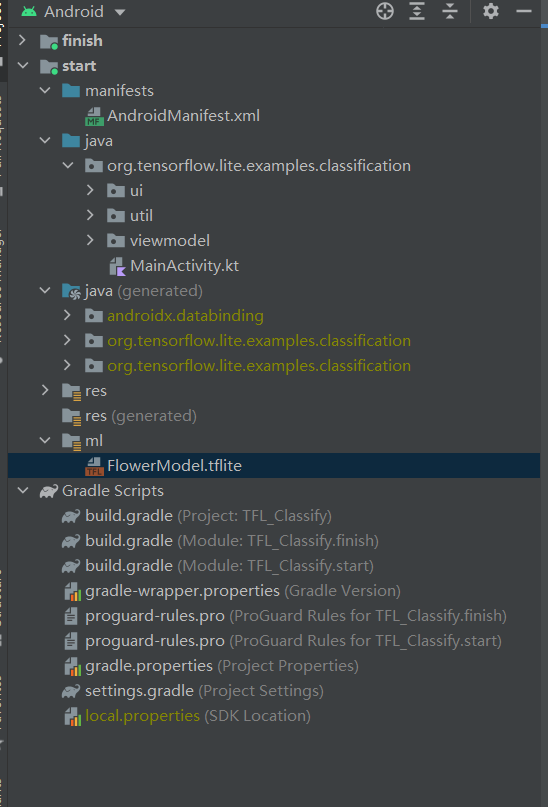 Android
finish
start
manifests
AndroidManifest.xml
java
org.tensorflow.lite.examples.classification
ui
util
viewmodel
MainActivity.kt
java (generated)
androidx.databinding
org.tensorflow.lite.examples.classification
org.tensorflow.lite.examples.classification
res
res (generated)
ml
FlowerModel.tflite
Gradle Scripts
build.gradle (Project: TFL_Classify)
build.gradle (Module: TFL_Classify.finish)
build.gradle (Module: TFL_Classify.start)
gradle-wrapper.properties (Gradle Version)
proguard-rules.pro (ProGuard Rules for TFL_Classify.finish)
proguard-rules.pro (ProGuard Rules for TFL_Classify.start)
gradle.properties (Project Properties)
settings.gradle (Project Settings)
local.properties (SDK Location)